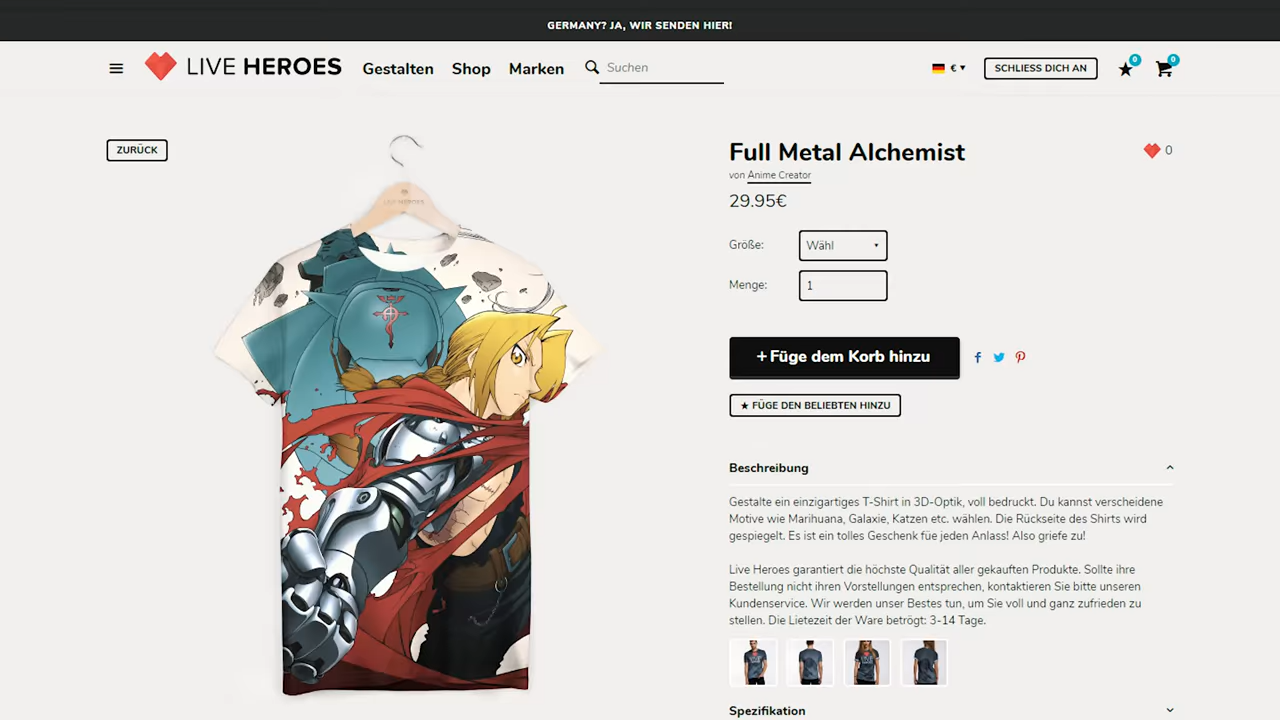 GERMANY? JA, WIR SENDEN HIER!
LIVE HEROES
Gestalten
Shop
Marken
Suchen
€
SCHLIESS DICH AN
0
0
ZURÜCK
LIVE HEROES
Full Metal Alchemist
0
von Anime Creator
29.95€
Größe:
Wähl
Menge:
1
+ Füge dem Korb hinzu
★ FÜGE DEN BELIEBTEN HINZU
Beschreibung
Gestalte ein einzigartiges T-Shirt in 3D-Optik, voll bedruckt. Du kannst verscheidene
Motive wie Marihuana, Galaxie, Katzen etc. wählen. Die Rückseite des Shirts wird
gespiegelt. Es ist ein tolles Geschenk füe jeden Anlass! Also griefe zu!
Live Heroes garantiert die höchste Qualität aller gekauften Produkte. Sollte ihre
Bestellung nicht ihren Vorstellungen entsprechen, kontaktieren Sie bitte unseren
Kundenservice. Wir werden unser Bestes tun, um Sie voll und ganz zufrieden zu
stellen. Die Lietezeit der Ware betrögt: 3-14 Tage.
Spezifikation